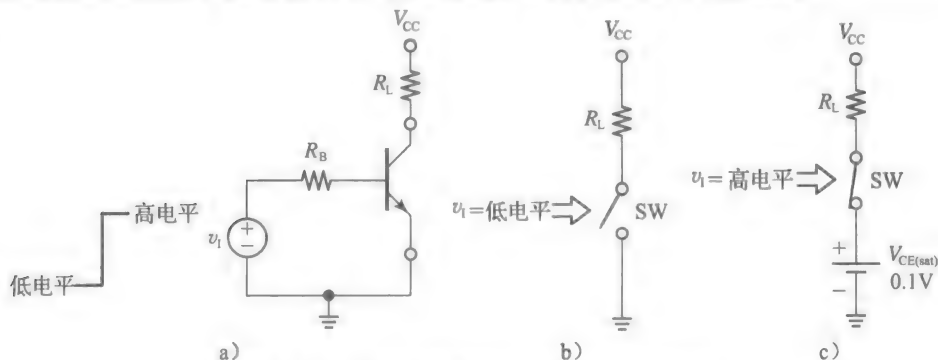 V_CC
R_L
R_B
高电平
v_I
+
−
低电平
a）
V_CC
R_L
v_I=低电平
SW
b）
V_CC
R_L
v_I=高电平
SW
+
−
V_CE(sat)
0.1V
c）